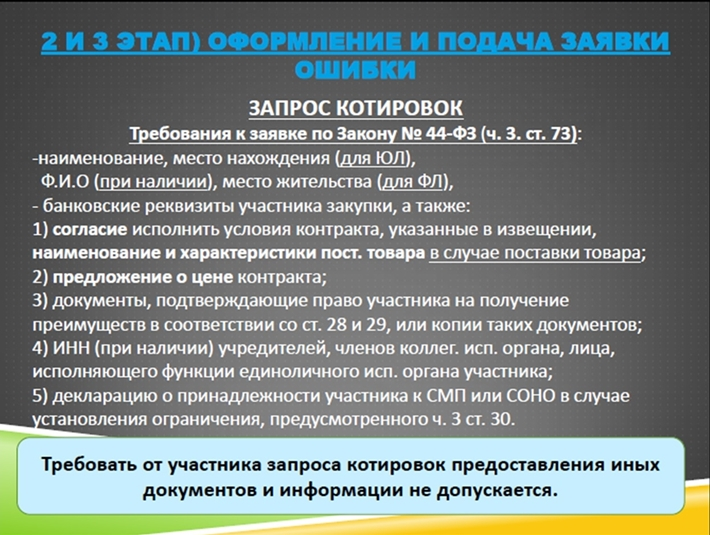 2 И 3 ЭТАП) ОФОРМЛЕНИЕ И ПОДАЧА ЗАЯВКИ
ОШИБКИ
ЗАПРОС КОТИРОВОК
Требования к заявке по Закону № 44-ФЗ (ч. 3. ст. 73):
-наименование, место нахождения (для ЮЛ),
Ф.И.О (при наличии), место жительства (для ФЛ),
- банковские реквизиты участника закупки, а также:
1) согласие исполнить условия контракта, указанные в извещении,
наименование и характеристики пост. товара в случае поставки товара;
2) предложение о цене контракта;
3) документы, подтверждающие право участника на получение
преимуществ в соответствии со ст. 28 и 29, или копии таких документов;
4) ИНН (при наличии) учредителей, членов коллег. исп. органа, лица,
исполняющего функции единоличного исп. органа участника;
5) декларацию о принадлежности участника к СМП или СОНО в случае
установления ограничения, предусмотренного ч. 3 ст. 30.
Требовать от участника запроса котировок предоставления иных
документов и информации не допускается.